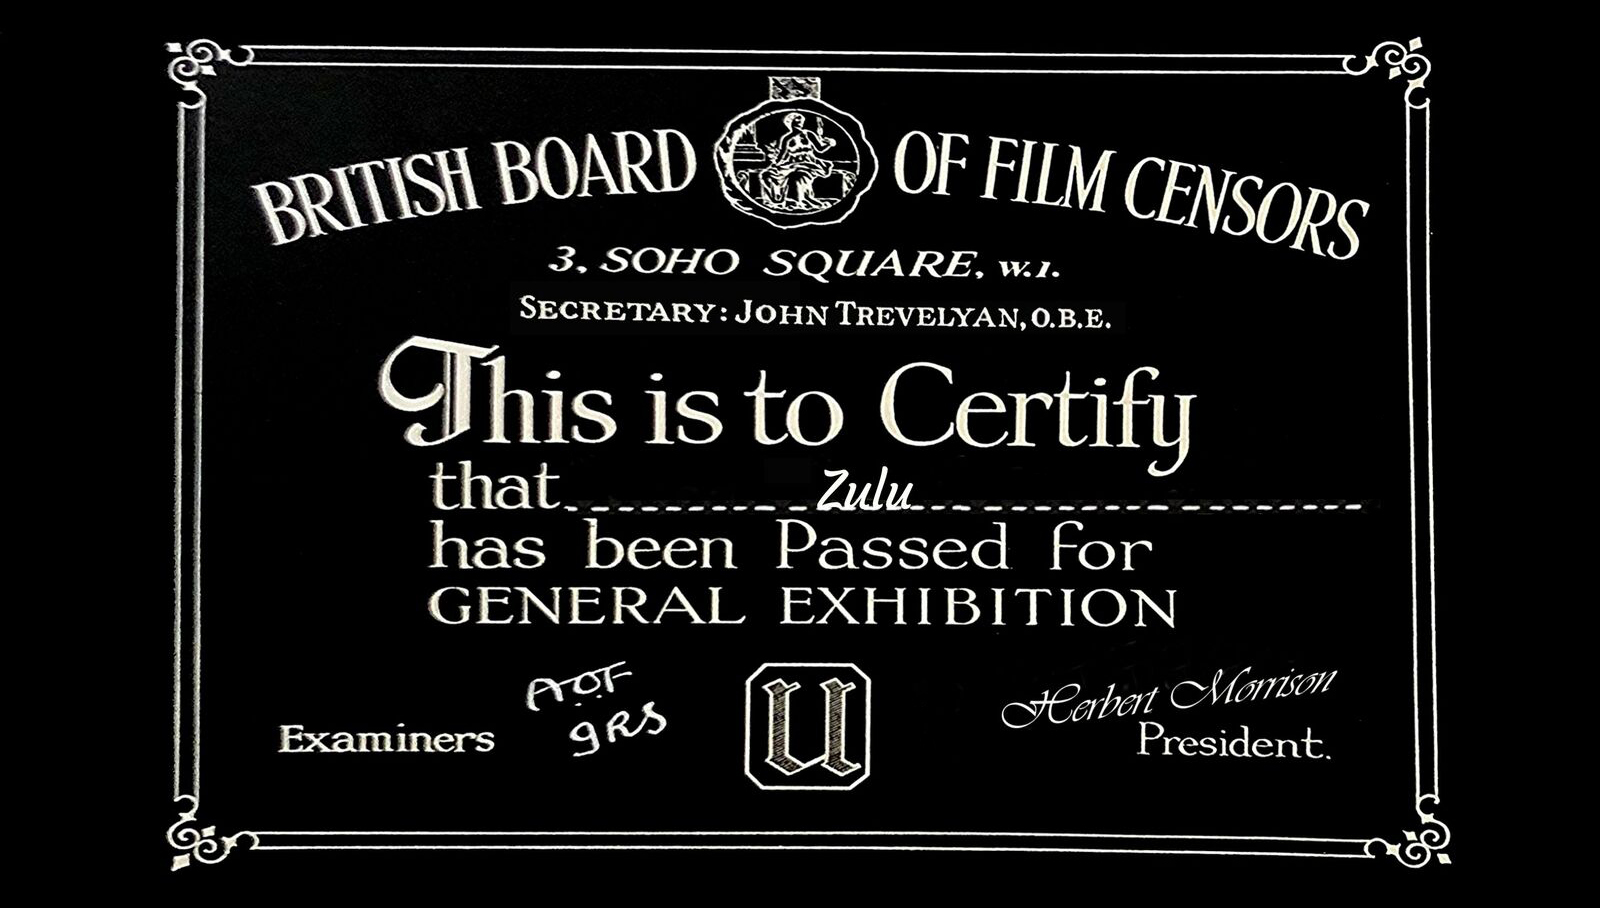 BRITISH BOARD OF FILM CENSORS
3, SOHO SQUARE, W.1.
SECRETARY: JOHN TREVELYAN, O.B.E.
This is to Certify
that Zulu
has been Passed for
GENERAL EXHIBITION
Examiners AOF
GRS
U
Herbert Morrison
President.